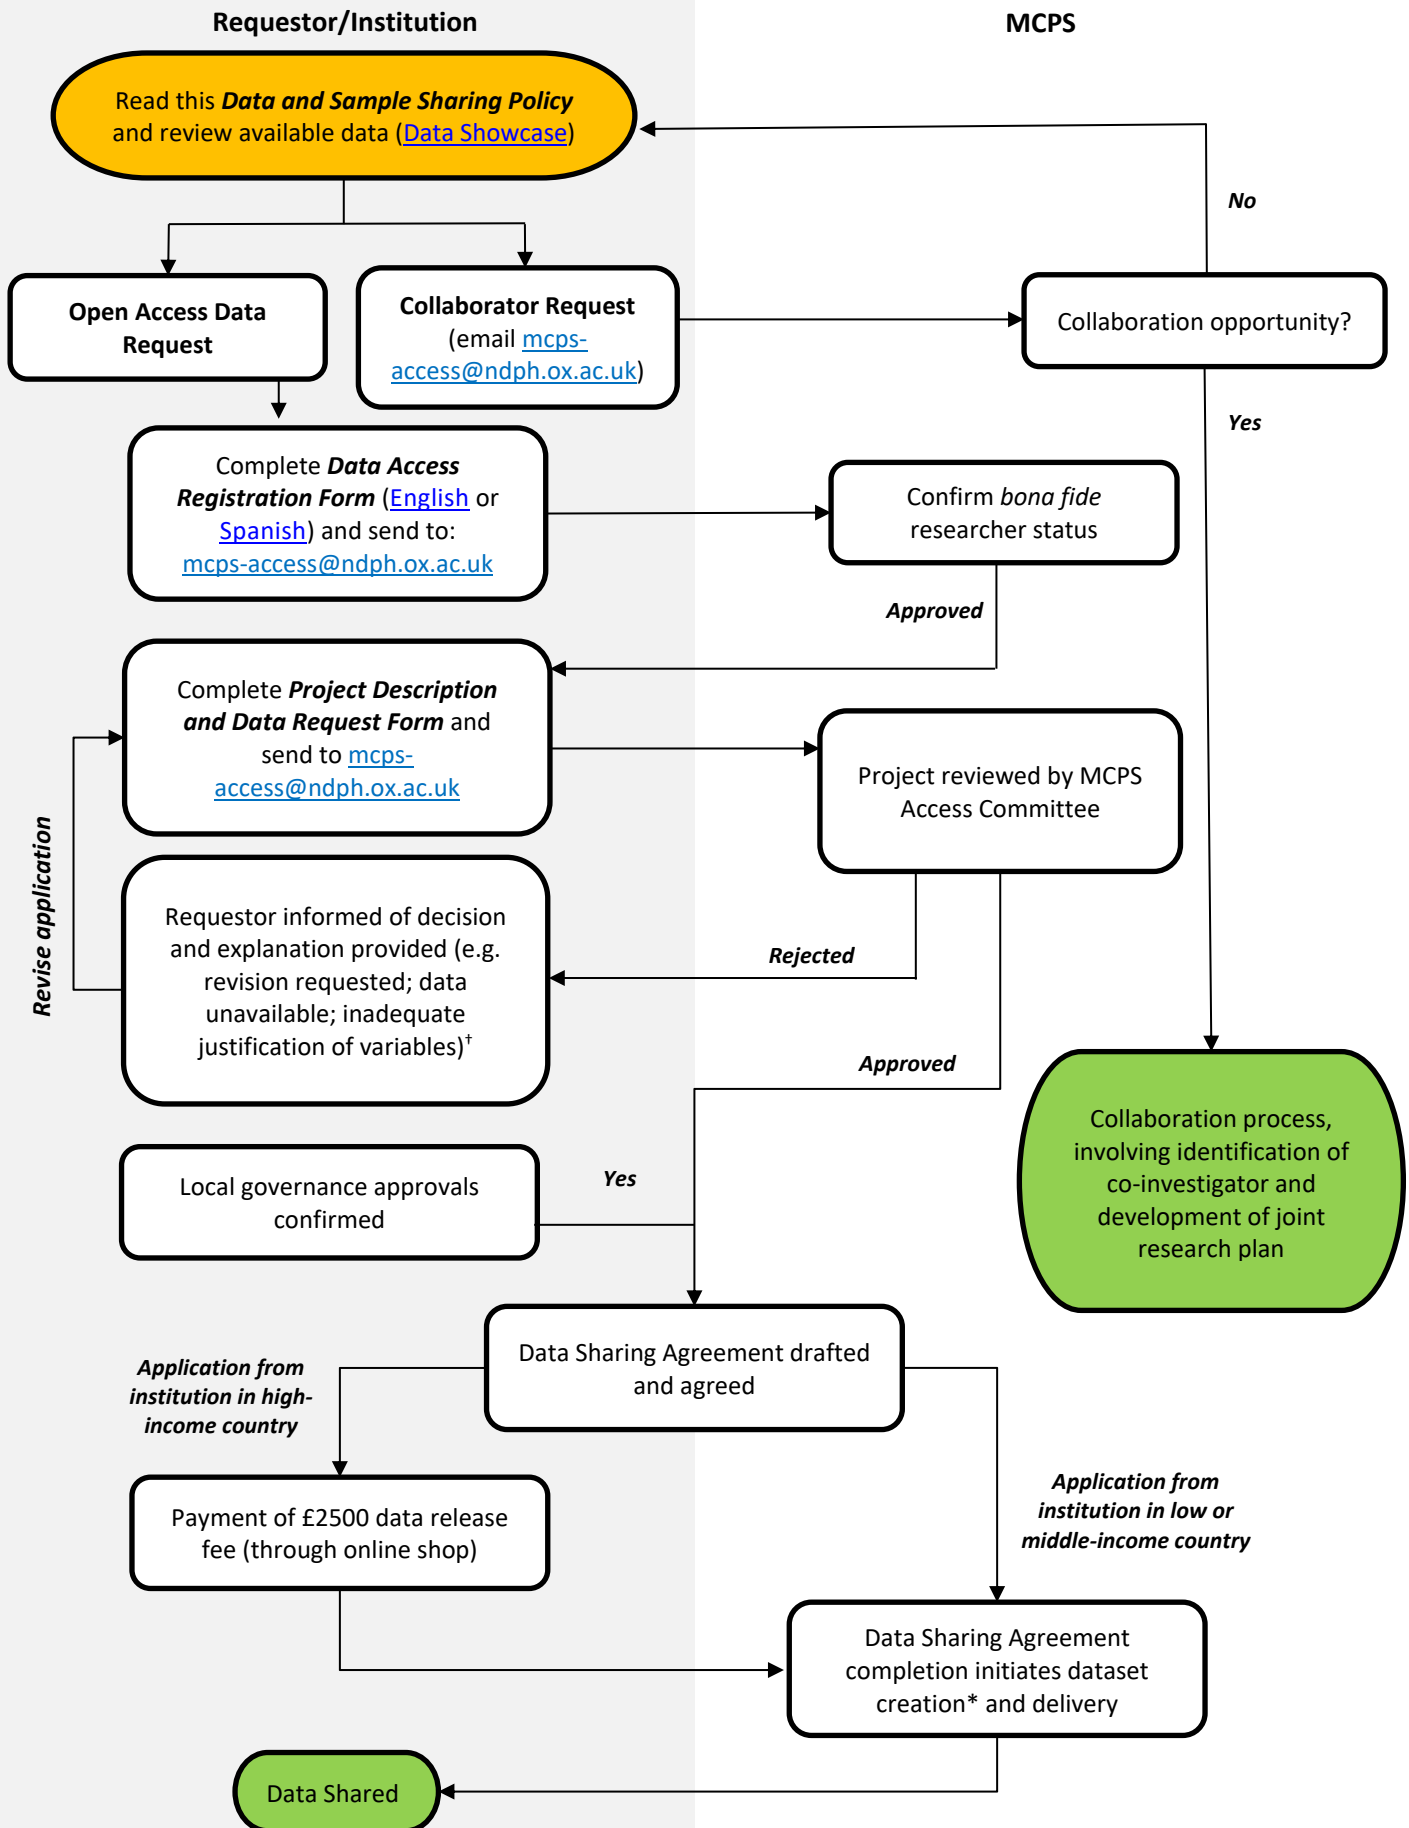 Requestor/Institution
MCPS
Read this Data and Sample Sharing Policy
and review available data (Data Showcase)
No
Open Access Data
Request
Collaborator Request
(email mcps-
access@ndph.ox.ac.uk)
Collaboration opportunity?
Yes
Complete Data Access
Registration Form (English or
Spanish) and send to:
mcps-access@ndph.ox.ac.uk
Confirm bona fide
researcher status
Approved
Complete Project Description
and Data Request Form and
send to mcps-
access@ndph.ox.ac.uk
Project reviewed by MCPS
Access Committee
Revise application
Requestor informed of decision
and explanation provided (e.g.
revision requested; data
unavailable; inadequate
justification of variables)†
Rejected
Approved
Collaboration process,
involving identification of
co-investigator and
development of joint
research plan
Local governance approvals
confirmed
Yes
Data Sharing Agreement drafted
and agreed
Application from
institution in high-
income country
Payment of £2500 data release
fee (through online shop)
Application from
institution in low or
middle-income country
Data Sharing Agreement
completion initiates dataset
creation* and delivery
Data Shared